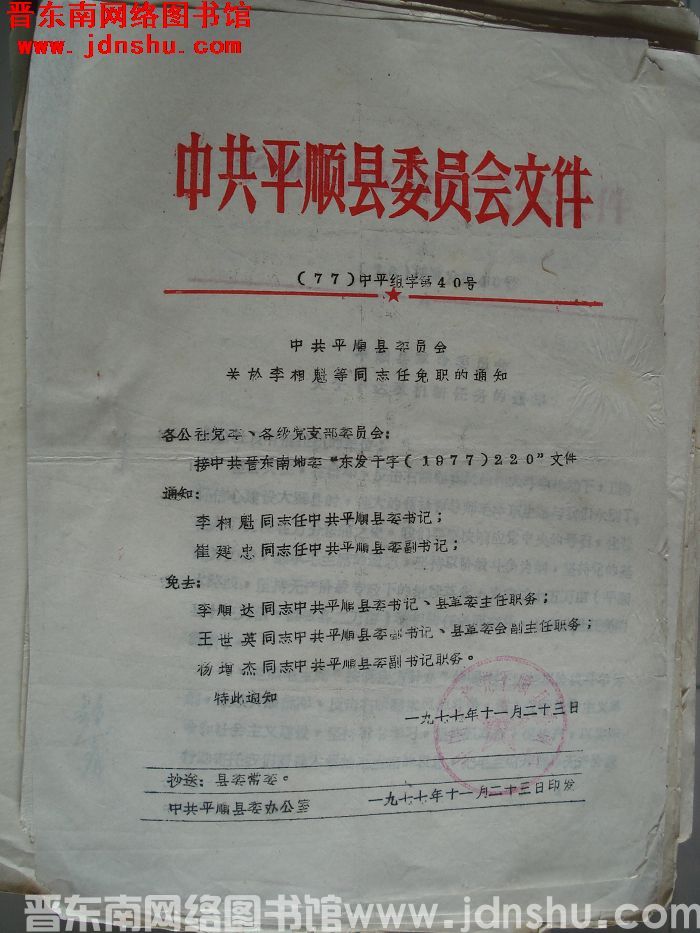 晋东南网络图书馆
www.jdnshu.com
中共平顺县委员会文件
(77)中平组字第40号
中共平顺县委员会
关于李相魁等同志任免职的通知
各公社党委、各级党支部委员会：
接中共晋东南地委“东发干字(1977)220”文件
通知：
李相魁同志任中共平顺县委书记；
崔建忠同志任中共平顺县委副书记；
免去：
李顺达同志中共平顺县委书记、县革委主任职务；
王世英同志中共平顺县委副书记、县革委会副主任职务；
杨增杰同志中共平顺县委副书记职务。
特此通知
一九七七年十一月二十三日
抄送：县委常委。
中共平顺县委办公室 一九七七年十一月二十三日印发
晋东南网络图书馆www.jdnshu.com